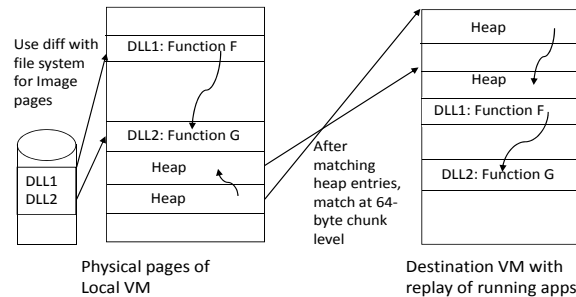 Use diff with
file system
for Image
pages
DLL1
DLL2
DLL1: Function F
DLL2: Function G
Heap
Heap
Physical pages of
Local VM
After
matching
heap entries,
match at 64-
byte chunk
level
Heap
Heap
DLL1: Function F
DLL2: Function G
Destination VM with
replay of running apps